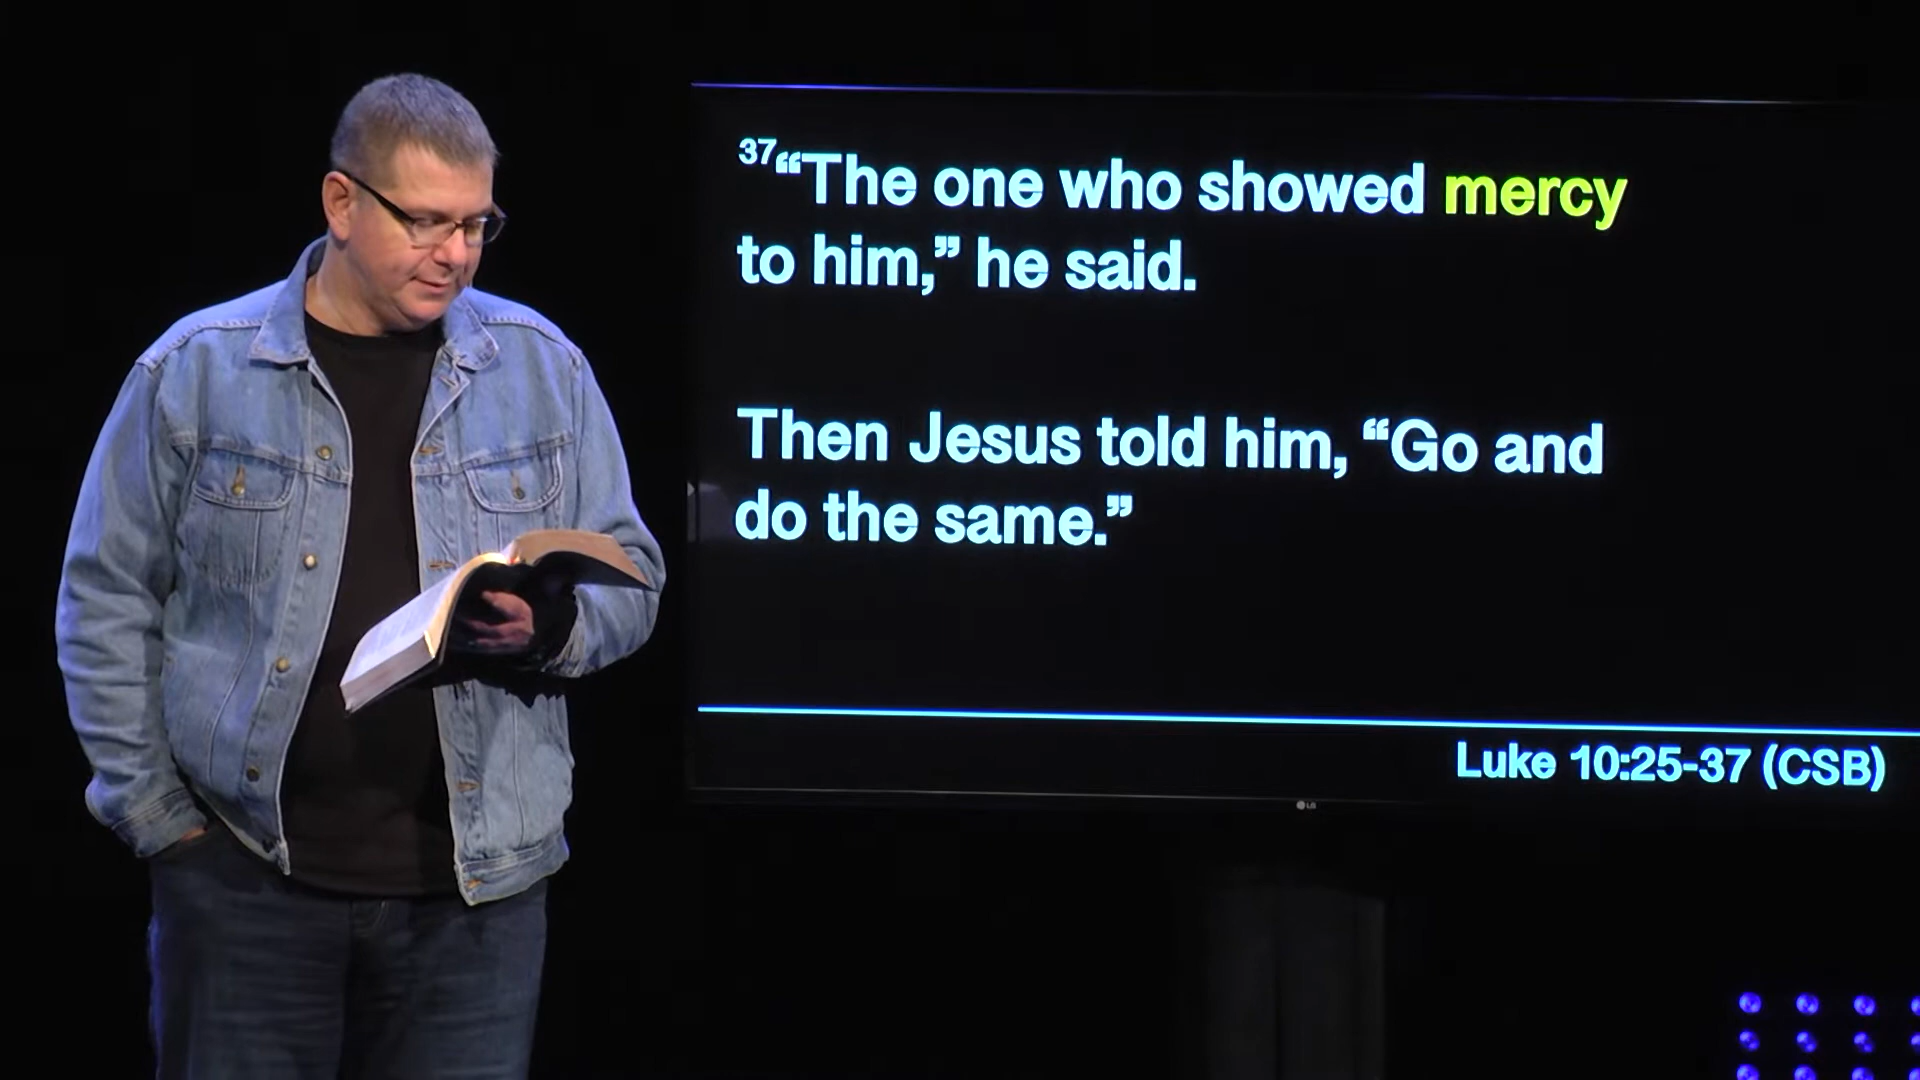 37“The one who showed mercy
to him,” he said.
Then Jesus told him, “Go and
do the same.”
Luke 10:25-37 (CSB)
LG